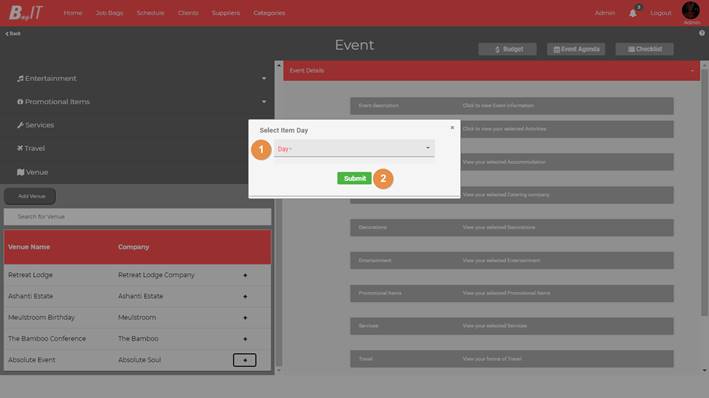 BagIT
Home Job Bags Schedule Clients Suppliers Categories
Admin 3 Logout
Admin
Back
Event
$ Budget
Event Agenda
Checklist
Entertainment
Promotional Items
Services
Travel
Venue
Add Venue
Search for Venue
Venue Name Company
Retreat Lodge Retreat Lodge Company +
Ashanti Estate Ashanti Estate +
Meulstroom Birthday Meulstroom +
The Bamboo Conference The Bamboo +
Absolute Event Absolute Soul +
Event Details
Event description Click to view Event information
Click to view your selected Activities
View your selected Accommodation
View your selected Catering company
Decorations View your selected Decorations
Entertainment View your selected Entertainment
Promotional Items View your selected Promotional Items
Services View your selected Services
Travel View your forms of Travel
Select Item Day ×
1 Day *
Submit 2